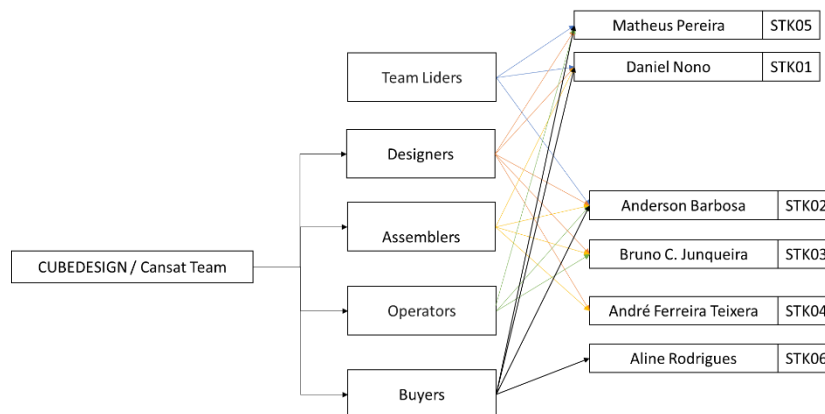 Matheus Pereira STK05
Team Liders
Daniel Nono STK01
Designers
Anderson Barbosa STK02
Assemblers
Bruno C. Junqueira STK03
CUBEDESIGN / Cansat Team
Operators
André Ferreira Teixera STK04
Aline Rodrigues STK06
Buyers